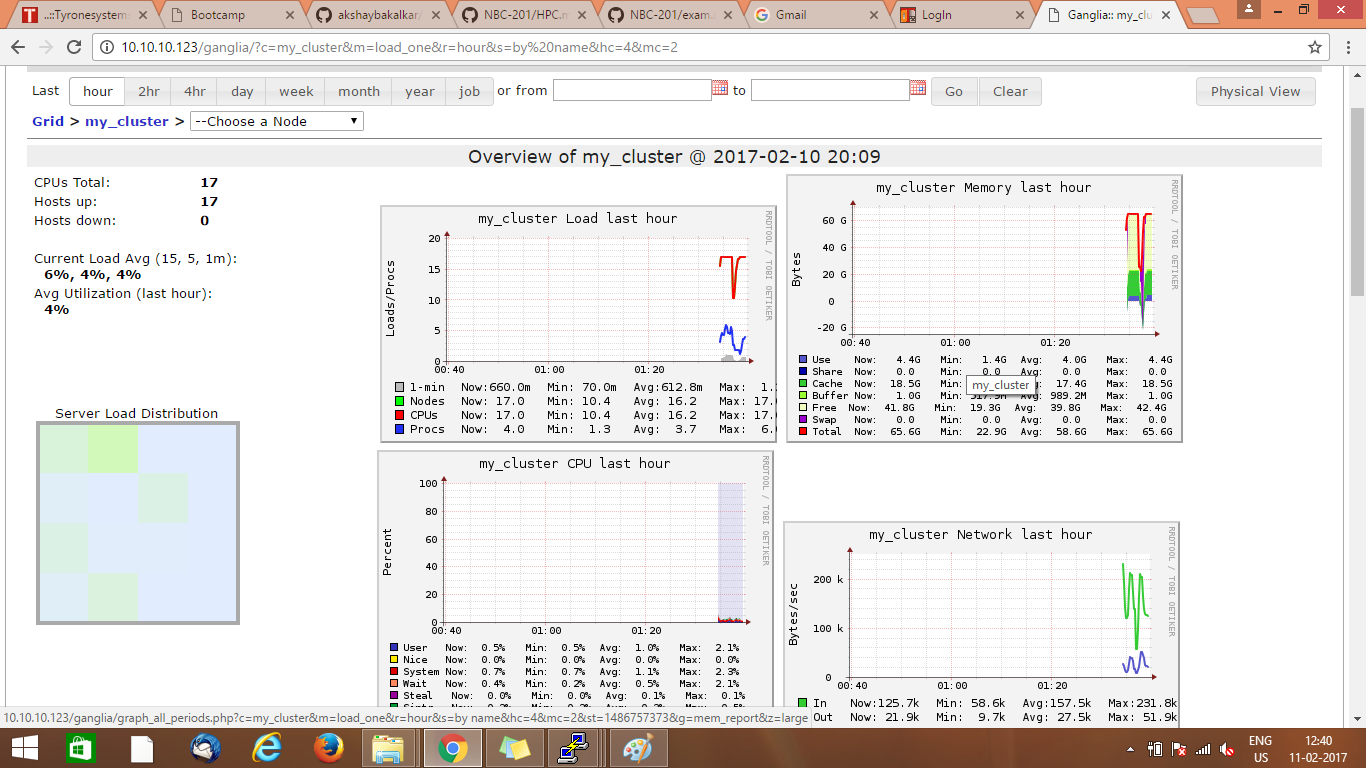 ..::Tyronesystem: Bootcamp akshaybakalkar/ NBC-201/HPC.m NBC-201/exam. Gmail LogIn Ganglia:: my_clu
10.10.10.123/ganglia/?c=my_cluster&m=load_one&r=hour&s=by%20name&hc=4&mc=2
Last hour 2hr 4hr day week month year job or from to Go Clear Physical View
Grid > my_cluster > --Choose a Node
Overview of my_cluster @ 2017-02-10 20:09
CPUs Total: 17
Hosts up: 17
Hosts down: 0
Current Load Avg (15, 5, 1m):
6%, 4%, 4%
Avg Utilization (last hour):
4%
Server Load Distribution
my_cluster Load last hour
RRDTOOL / TOBI OETIKER
Loads/Procs
20
15
10
5
0
00:40 01:00 01:20
1-min Now:660.0m Min: 70.0m Avg:612.8m Max: 1.
Nodes Now: 17.0 Min: 10.4 Avg: 16.2 Max: 17.
CPUs Now: 17.0 Min: 10.4 Avg: 16.2 Max: 17.
Procs Now: 4.0 Min: 1.3 Avg: 3.7 Max: 6.
my_cluster Memory last hour
RRDTOOL / TOBI OETIKER
Bytes
60 G
40 G
20 G
0
-20 G
00:40 01:00 01:20
Use Now: 4.4G Min: 1.4G Avg: 4.0G Max: 4.4G
Share Now: 0.0 Min: 0.0 Avg: 0.0 Max: 0.0
Cache Now: 18.5G Min: 17.4G Max: 18.5G
my_cluster
Buffer Now: 1.0G Min: Avg: 989.2M Max: 1.0G
Free Now: 41.8G Min: 19.3G Avg: 39.8G Max: 42.4G
Swap Now: 0.0 Min: 0.0 Avg: 0.0 Max: 0.0
Total Now: 65.6G Min: 22.9G Avg: 58.6G Max: 65.6G
my_cluster CPU last hour
RRDTOOL / TOBI OETIKER
Percent
100
80
60
40
20
0
00:40 01:00 01:20
User Now: 0.5% Min: 0.5% Avg: 1.0% Max: 2.1%
Nice Now: 0.0% Min: 0.0% Avg: 0.0% Max: 0.0%
System Now: 0.7% Min: 0.7% Avg: 1.1% Max: 2.3%
Wait Now: 0.4% Min: 0.2% Avg: 0.5% Max: 2.1%
Steal Now: 0.0% Min: 0.0% Avg: 0.1% Max: 0.1%
my_cluster Network last hour
RRDTOOL / TOBI OETIKER
Bytes/sec
200 k
100 k
0
00:40 01:00 01:20
In Now:125.7k Min: 58.6k Avg:157.5k Max:231.8k
Out Now: 21.9k Min: 9.7k Avg: 27.5k Max: 51.9k
10.10.10.123/ganglia/graph_all_periods.php?c=my_cluster&m=load_one&r=hour&s=by name&hc=4&mc=2&st=1486757373&g=mem_report&z=large
ENG
US
12:40
11-02-2017